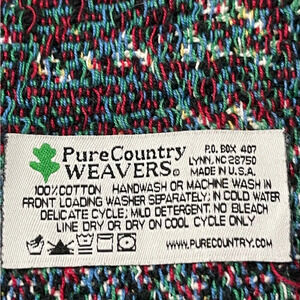 PureCountry
WEAVERS®
P.O. BOX 407
LYNN, NC 28750
MADE IN U.S.A.
100% COTTON HANDWASH OR MACHINE WASH IN
FRONT LOADING WASHER SEPARATELY; IN COLD WATER
DELICATE CYCLE; MILD DETERGENT. NO BLEACH
LINE DRY OR DRY ON COOL CYCLE ONLY
WWW.PURECOUNTRY.COM